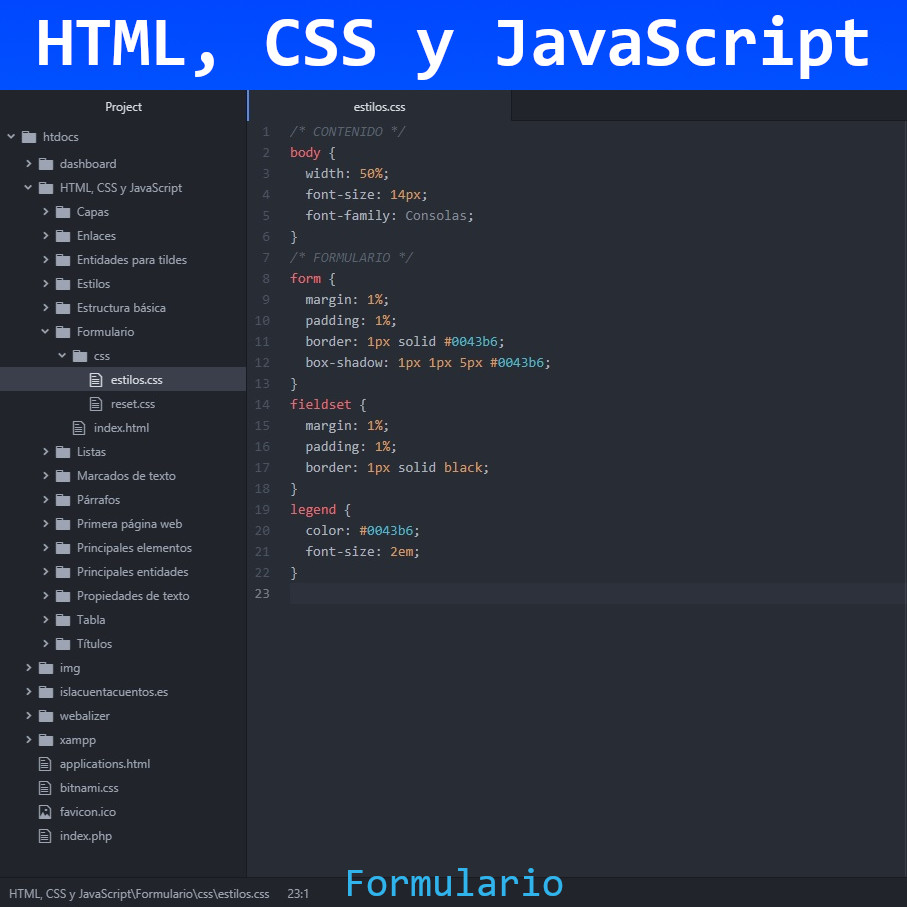 HTML, CSS y JavaScript
Project
htdocs
dashboard
HTML, CSS y JavaScript
Capas
Enlaces
Entidades para tildes
Estilos
Estructura básica
Formulario
css
estilos.css
reset.css
index.html
Listas
Marcados de texto
Párrafos
Primera página web
Principales elementos
Principales entidades
Propiedades de texto
Tabla
Títulos
img
islacuentacuentos.es
webalizer
xampp
applications.html
bitnami.css
favicon.ico
index.php
estilos.css
1 /* CONTENIDO */
2 body {
3 width: 50%;
4 font-size: 14px;
5 font-family: Consolas;
6 }
7 /* FORMULARIO */
8 form {
9 margin: 1%;
10 padding: 1%;
11 border: 1px solid #0043b6;
12 box-shadow: 1px 1px 5px #0043b6;
13 }
14 fieldset {
15 margin: 1%;
16 padding: 1%;
17 border: 1px solid black;
18 }
19 legend {
20 color: #0043b6;
21 font-size: 2em;
22 }
23
HTML, CSS y JavaScript\Formulario\css\estilos.css 23:1
Formulario